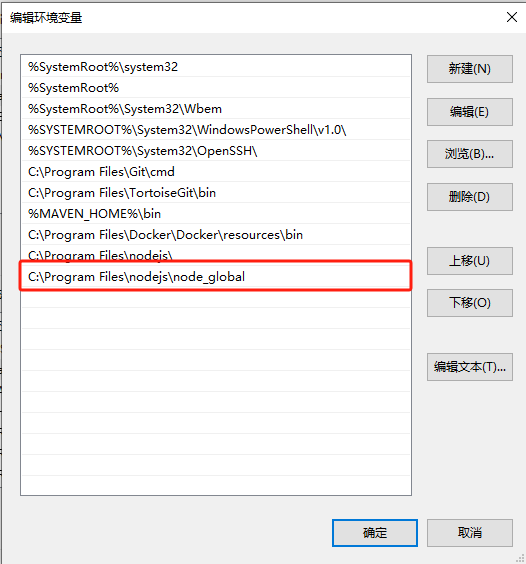 编辑环境变量
%SystemRoot%\system32
%SystemRoot%
%SystemRoot%\System32\Wbem
%SYSTEMROOT%\System32\WindowsPowerShell\v1.0\
%SYSTEMROOT%\System32\OpenSSH\
C:\Program Files\Git\cmd
C:\Program Files\TortoiseGit\bin
%MAVEN_HOME%\bin
C:\Program Files\Docker\Docker\resources\bin
C:\Program Files\nodejs\
C:\Program Files\nodejs\node_global
新建(N)
编辑(E)
浏览(B)...
删除(D)
上移(U)
下移(O)
编辑文本(T)...
确定
取消